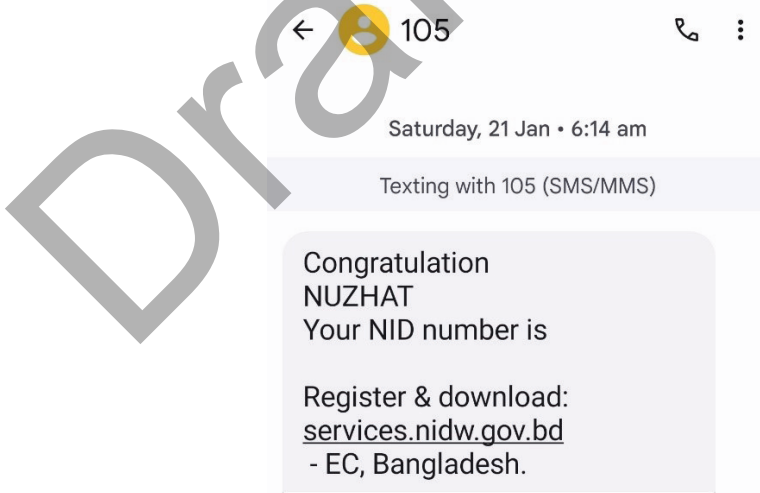 105
Saturday, 21 Jan • 6:14 am
Texting with 105 (SMS/MMS)
Congratulation
NUZHAT
Your NID number is
Register & download:
services.nidw.gov.bd
- EC, Bangladesh.